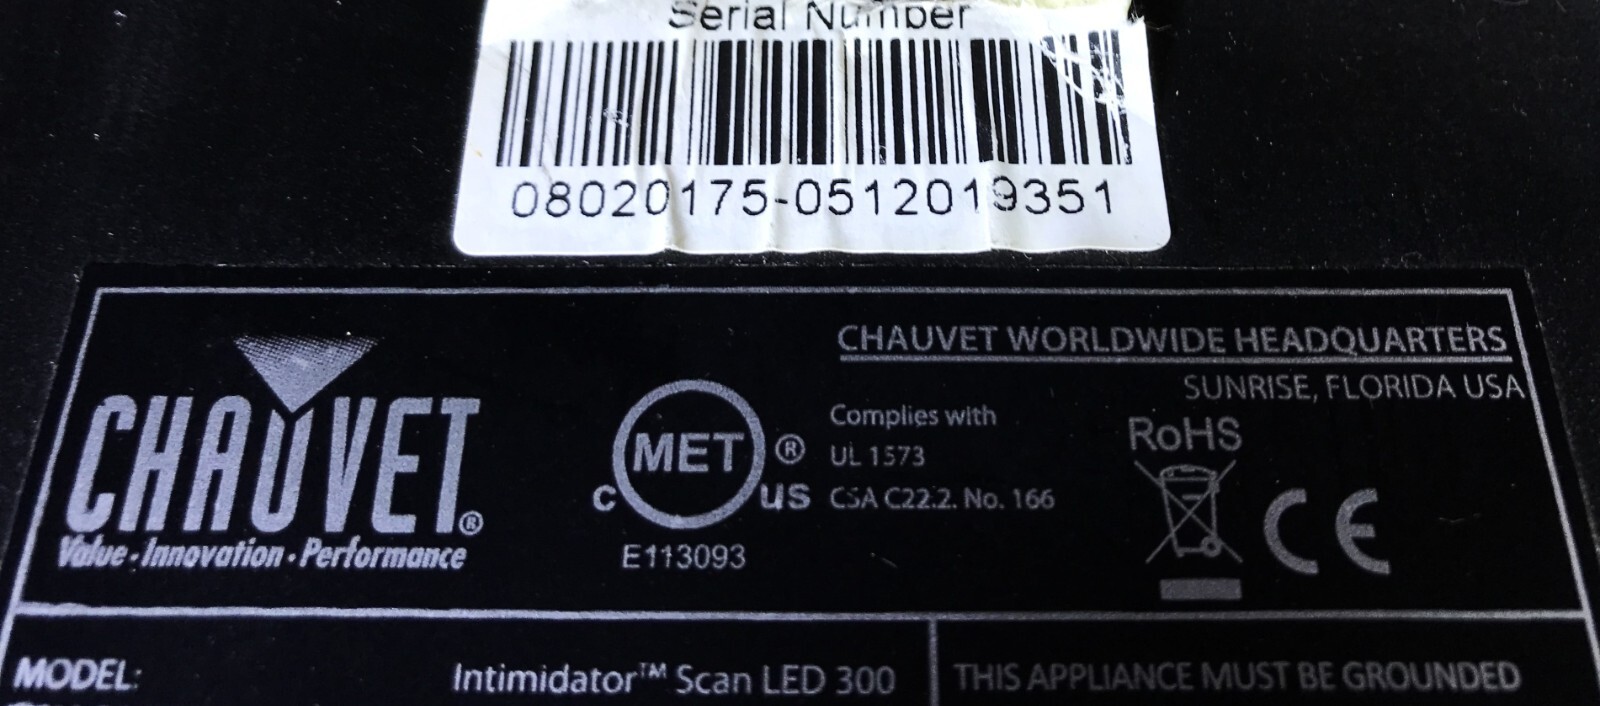 Serial Number
08020175-0512019351
CHAUVET WORLDWIDE HEADQUARTERS
SUNRISE, FLORIDA USA
CHAUVET®
Value · Innovation · Performance
c MET ® us
E113093
Complies with
UL 1573
CSA C22.2. No. 166
RoHS
CE
MODEL: Intimidator™ Scan LED 300
THIS APPLIANCE MUST BE GROUNDED